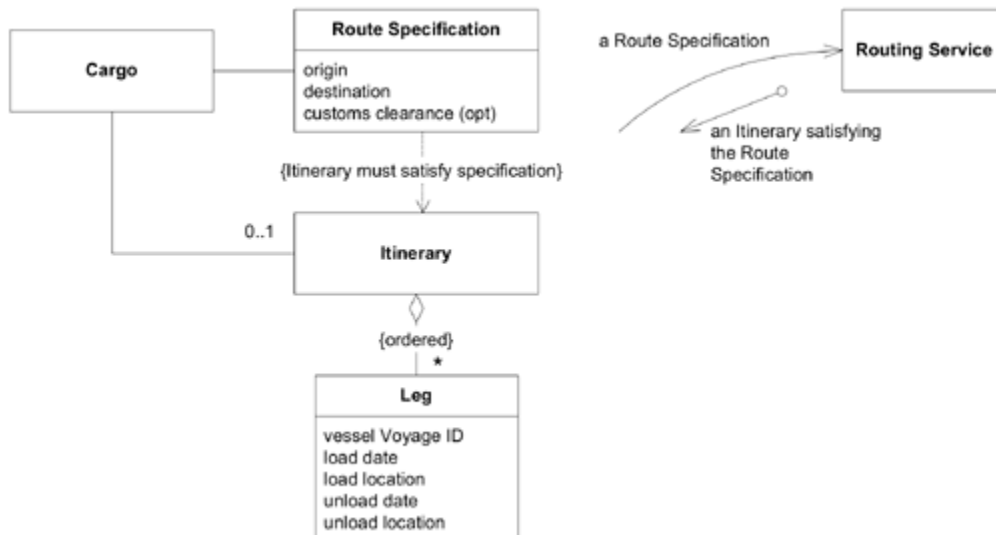 Cargo
Route Specification
origin
destination
customs clearance (opt)
a Route Specification
Routing Service
an Itinerary satisfying
the Route
Specification
{Itinerary must satisfy specification}
0..1
Itinerary
{ordered}
*
Leg
vessel Voyage ID
load date
load location
unload date
unload location